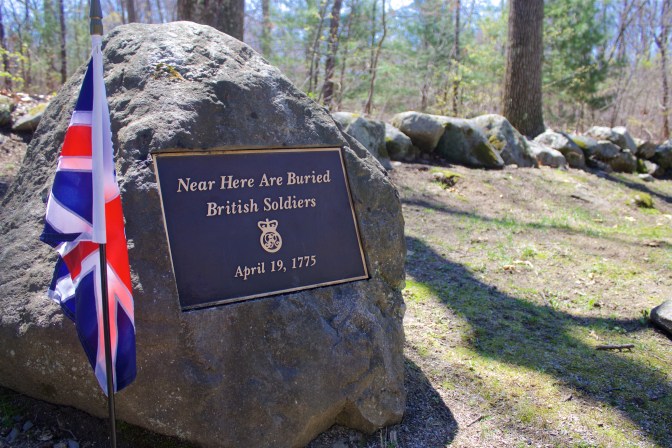 Near Here Are Buried
British Soldiers
April 19, 1775